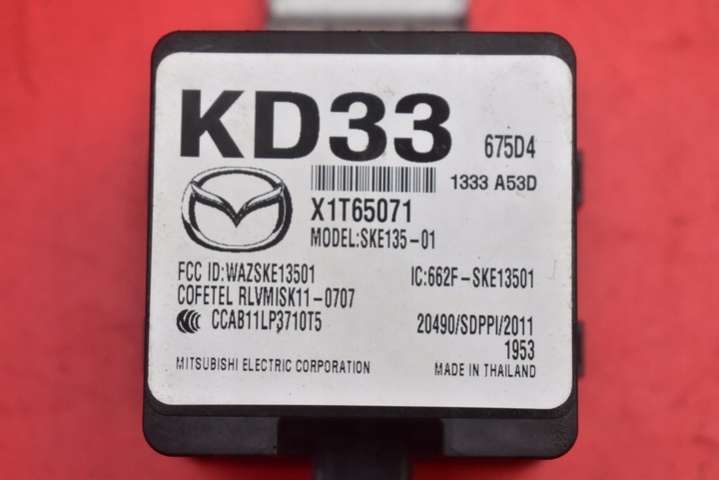 KD33 675D4
1333 A53D
X1T65071
MODEL:SKE135-01
FCC ID:WAZSKE13501 IC:662F-SKE13501
COFETEL RLVMISK11-0707
CCAB11LP3710T5 20490/SDPPI/2011
1953
MITSUBISHI ELECTRIC CORPORATION MADE IN THAILAND